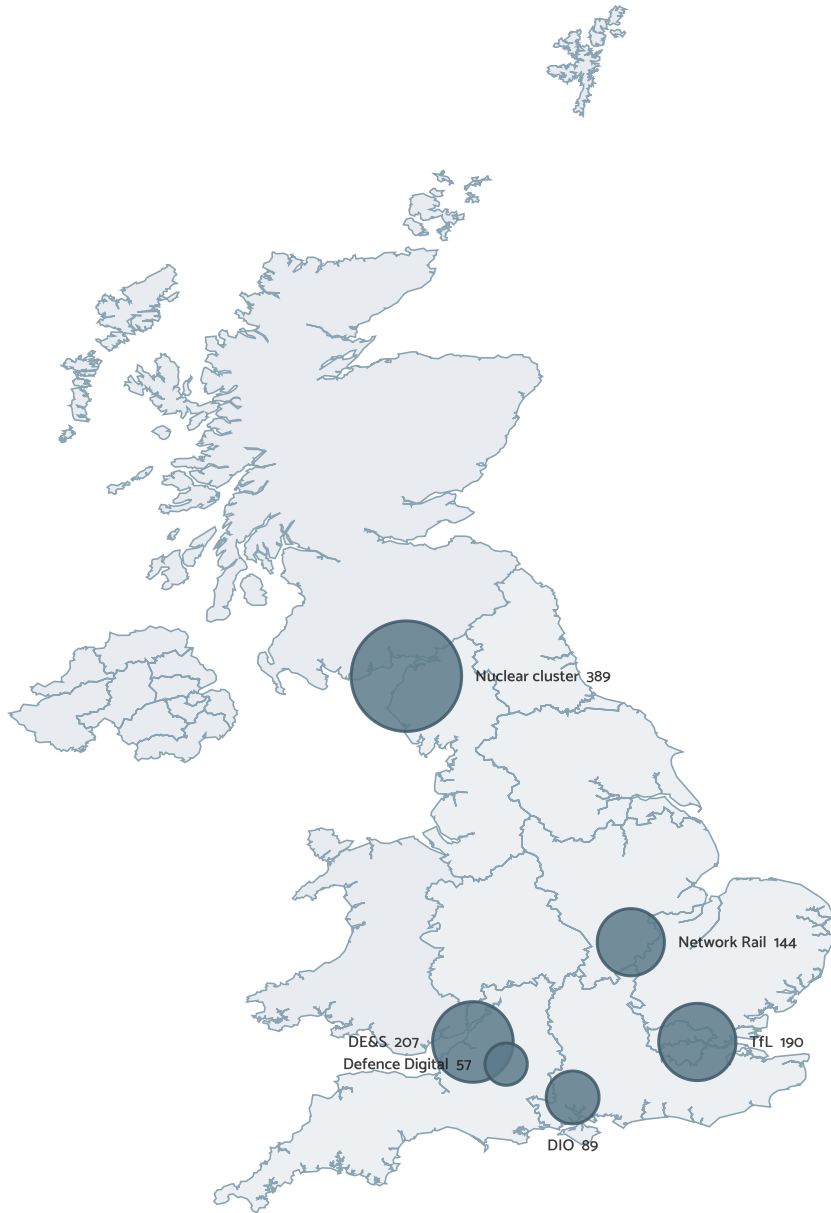 Nuclear cluster 389
Network Rail 144
DE&S 207
TfL 190
Defence Digital 57
DIO 89